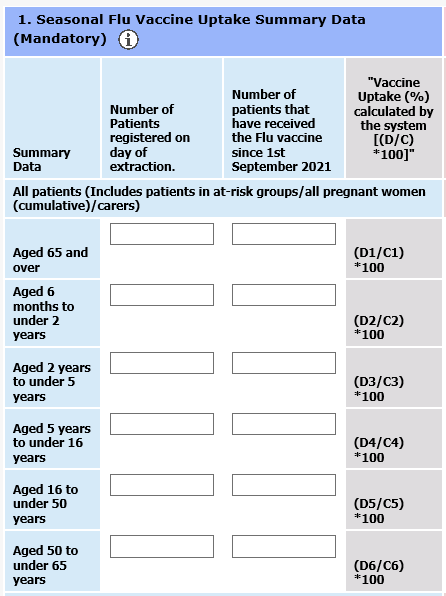 1. Seasonal Flu Vaccine Uptake Summary Data
(Mandatory) i
Summary
Data
Number of
Patients
registered on
day of
extraction.
Number of
patients that
have received
the Flu vaccine
since 1st
September 2021
"Vaccine
Uptake (%)
calculated by
the system
[(D/C)
*100]"
All patients (Includes patients in at-risk groups/all pregnant women
(cumulative)/carers)
Aged 65 and
over
(D1/C1)
*100
Aged 6
months to
under 2
years
(D2/C2)
*100
Aged 2 years
to under 5
years
(D3/C3)
*100
Aged 5 years
to under 16
years
(D4/C4)
*100
Aged 16 to
under 50
years
(D5/C5)
*100
Aged 50 to
under 65
years
(D6/C6)
*100